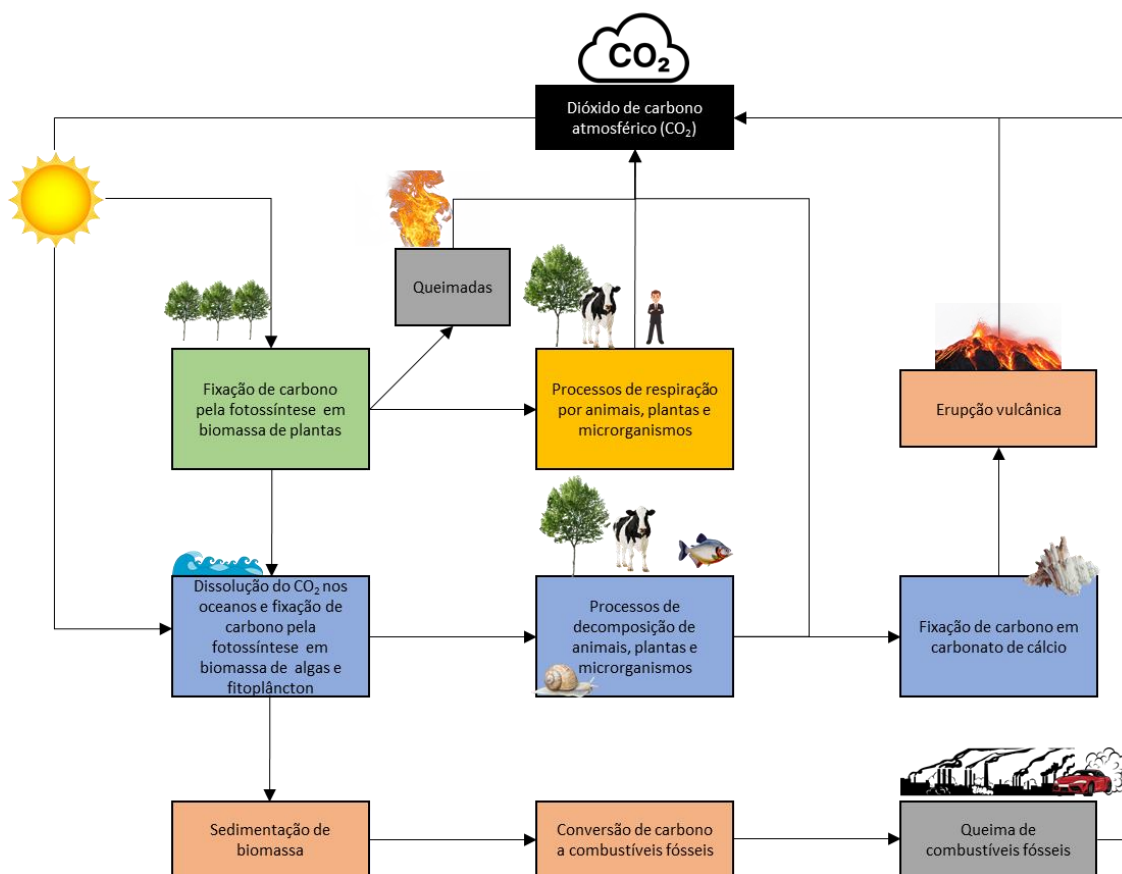 CO₂
Dióxido de carbono
atmosférico (CO₂)
Queimadas
Fixação de carbono
pela fotossíntese em
biomassa de plantas
Processos de respiração
por animais, plantas e
microrganismos
Erupção vulcânica
Dissolução do CO₂ nos
oceanos e fixação de
carbono pela
fotossíntese em
biomassa de algas e
fitoplâncton
Processos de
decomposição de
animais, plantas e
microrganismos
Fixação de carbono em
carbonato de cálcio
Sedimentação de
biomassa
Conversão de carbono
a combustíveis fósseis
Queima de
combustíveis fósseis